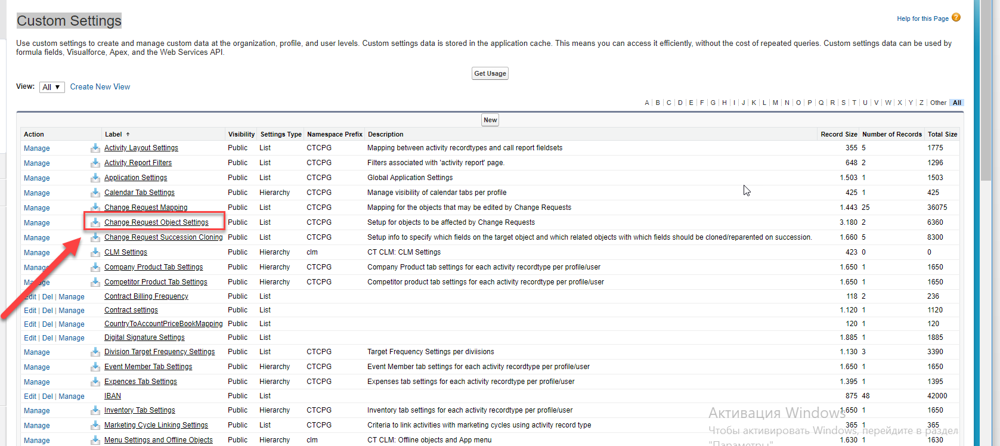 Custom Settings
Help for this Page
Use custom settings to create and manage custom data at the organization, profile, and user levels. Custom settings data is stored in the application cache. This means you can access it efficiently, without the cost of repeated queries. Custom settings data can be used by
formula fields, Visualforce, Apex, and the Web Services API.
Get Usage
View: All ▼ Create New View
A | B | C | D | E | F | G | H | I | J | K | L | M | N | O | P | Q | R | S | T | U | V | W | X | Y | Z | Other | All
New
Action Label ↑ Visibility Settings Type Namespace Prefix Description Record Size Number of Records Total Size
Manage Activity Layout Settings Public List CTCPG Mapping between activity recordtypes and call report fieldsets 355 5 1775
Manage Activity Report Filters Public List CTCPG Filters associated with 'activity report' page. 648 2 1296
Manage Application Settings Public List CTCPG Global Application Settings 1.503 1 1503
Manage Calendar Tab Settings Public Hierarchy CTCPG Manage visibility of calendar tabs per profile 425 1 425
Manage Change Request Mapping Public List CTCPG Mapping for the objects that may be edited by Change Requests 1.443 25 36075
Manage Change Request Object Settings Public List CTCPG Setup for objects to be affected by Change Requests 3.180 2 6360
Manage Change Request Succession Cloning Public List CTCPG Setup info to specify which fields on the target object and which related objects with which fields should be cloned/reparented on succession. 1.660 5 8300
Manage CLM Settings Public Hierarchy clm CT CLM: CLM Settings 423 0 0
Manage Company Product Tab Settings Public Hierarchy CTCPG Company Product tab settings for each activity recordtype per profile/user 1.650 1 1650
Manage Competitor Product Tab Settings Public Hierarchy CTCPG Competitor product tab settings for each activity recordtype per profile/user 1.650 1 1650
Edit | Del | Manage Contract Billing Frequency Public List 118 2 236
Edit | Del | Manage Contract settings Public List 1.120 1 1120
Edit | Del | Manage CountryToAccountPriceBookMapping Public List 120 1 120
Edit | Del | Manage Digital Signature Settings Public List 1.885 1 1885
Manage Division Target Frequency Settings Public List CTCPG Target Frequency Settings per diviisions 1.130 3 3390
Manage Event Member Tab Settings Public Hierarchy CTCPG Event Member tab settings for each activity recordtype per profile/user 1.650 1 1650
Manage Expences Tab Settings Public Hierarchy CTCPG Expenses tab settings for each activity recordtype per profile/user 1.395 1 1395
Edit | Del | Manage IBAN Public List 875 48 42000
Manage Inventory Tab Settings Public Hierarchy CTCPG Inventory tab settings for each activity recordtype per profile/user 1.650 1 1650
Manage Marketing Cycle Linking Settings Public List CTCPG Criteria to link activities with marketing cycles using activity record type 365 1 365
Manage Menu Settings and Offline Objects Public Hierarchy clm CT CLM: Offline objects and App menu 1.630 1 1630
Активация Windows
Чтобы активировать Windows, перейдите в раздел
"Параметры"